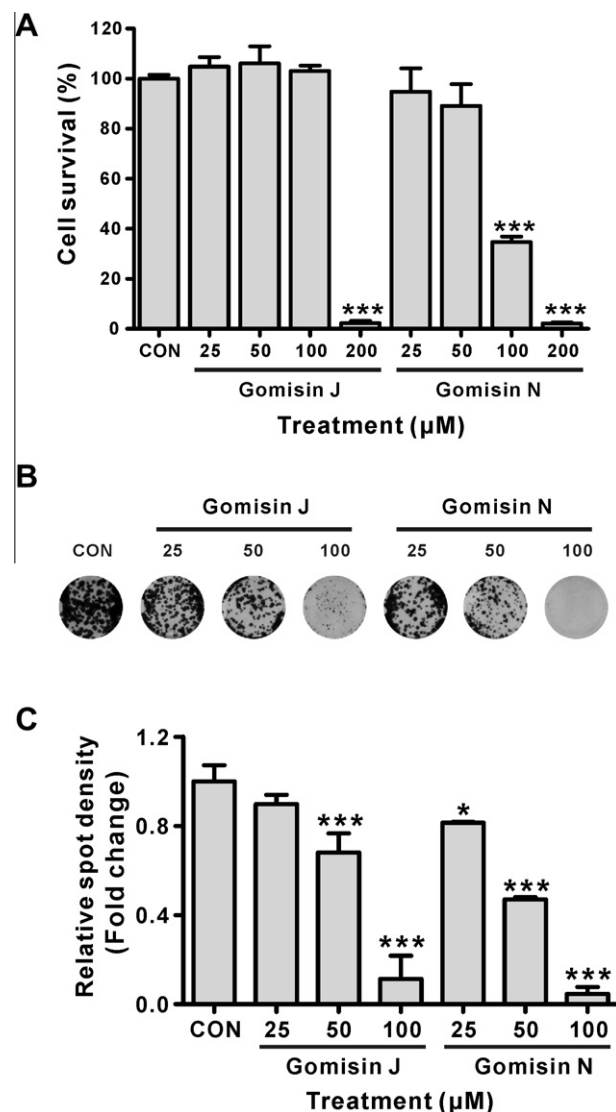 A
Cell survival (%)
120
100
80
60
40
20
0
*** *** ***
CON 25 50 100 200 25 50 100 200
Gomisin J Gomisin N
Treatment (µM)
B
Gomisin J Gomisin N
CON 25 50 100 25 50 100
C
Relative spot density
(Fold change)
1.2
0.8
0.4
0.0
*** *** * *** ***
CON 25 50 100 25 50 100
Gomisin J Gomisin N
Treatment (µM)